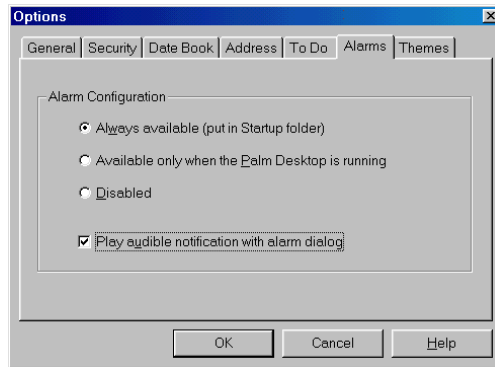 Options
General Security Date Book Address To Do Alarms Themes
Alarm Configuration
Always available (put in Startup folder)
Available only when the Palm Desktop is running
Disabled
Play audible notification with alarm dialog
OK Cancel Help